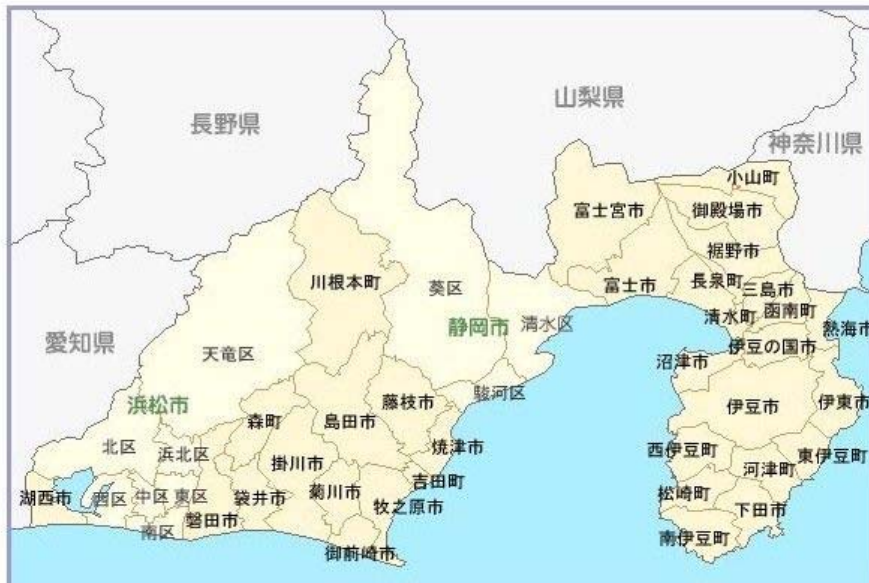 長野県
山梨県
神奈川県
愛知県
小山町
富士宮市
御殿場市
裾野市
川根本町
葵区
富士市
長泉町
三島市
静岡市
清水区
清水町
函南町
熱海市
天竜区
伊豆の国市
沼津市
駿河区
浜松市
森町
島田市
藤枝市
伊豆市
伊東市
北区
浜北区
掛川市
焼津市
西伊豆町
東伊豆町
河津町
湖西市
西区
中区
東区
袋井市
菊川市
吉田町
牧之原市
松崎町
下田市
南区
磐田市
御前崎市
南伊豆町